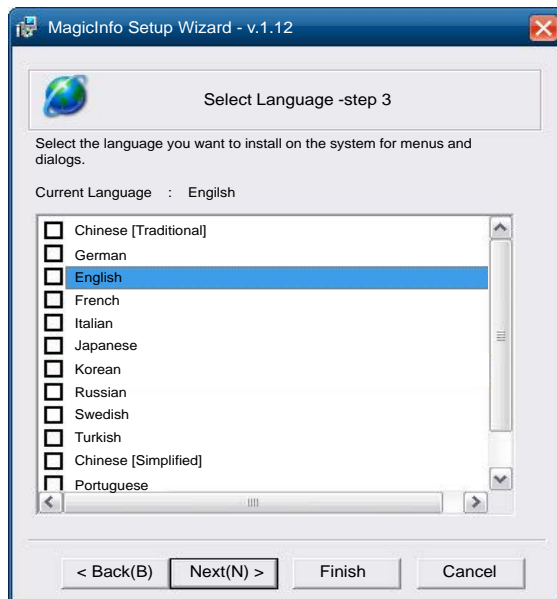 MagicInfo Setup Wizard - v.1.12
Select Language -step 3
Select the language you want to install on the system for menus and
dialogs.
Current Language : Engilsh
Chinese [Traditional]
German
English
French
Italian
Japanese
Korean
Russian
Swedish
Turkish
Chinese [Simplified]
Portuguese
< Back(B) Next(N) > Finish Cancel